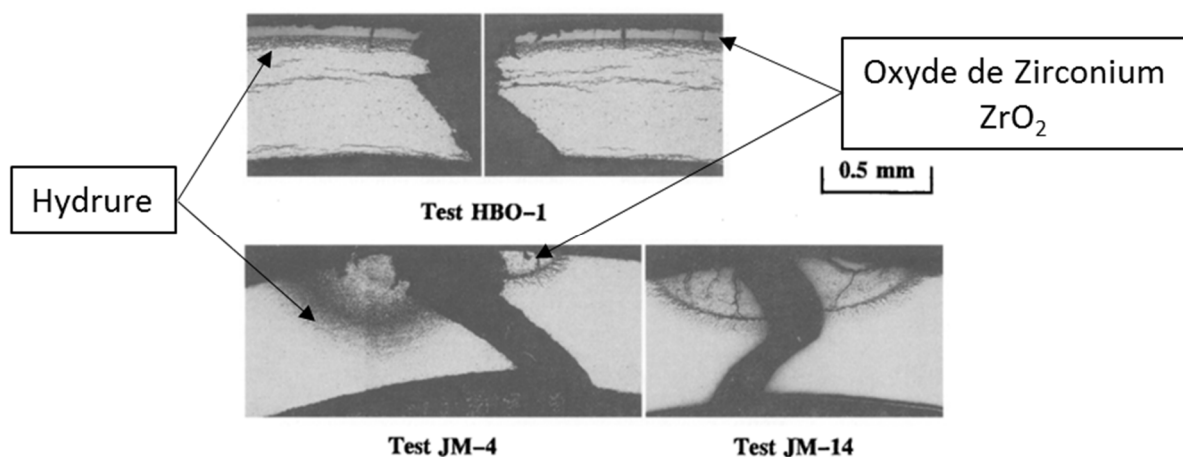 Oxyde de Zirconium
ZrO₂
0.5 mm
Hydrure
Test HBO-1
Test JM-4
Test JM-14